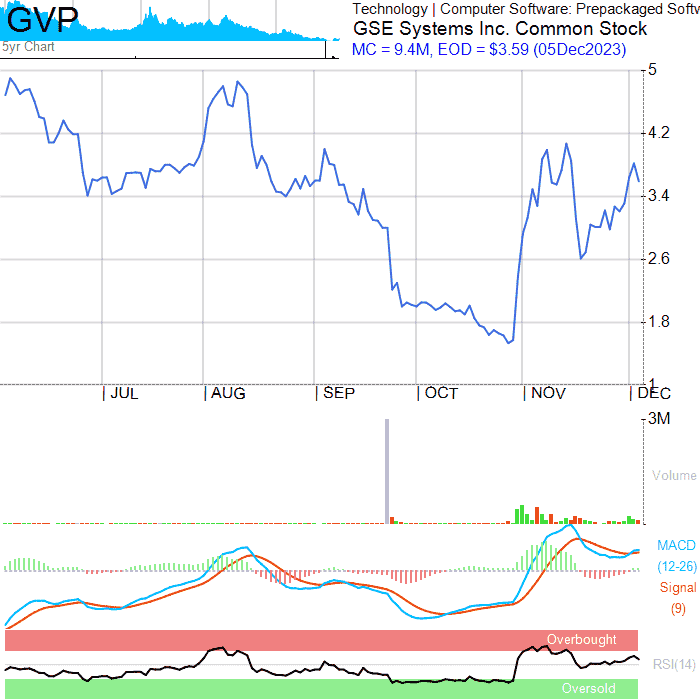 GVP
5yr Chart
Technology | Computer Software: Prepackaged Softw
GSE Systems Inc. Common Stock
MC = 9.4M, EOD = $3.59 (05Dec2023)
5
4.2
3.4
2.6
1.8
1
| JUL | AUG | SEP | OCT | NOV | DEC
3M
Volume
MACD
(12-26)
Signal
(9)
Overbought
RSI(14)
Oversold